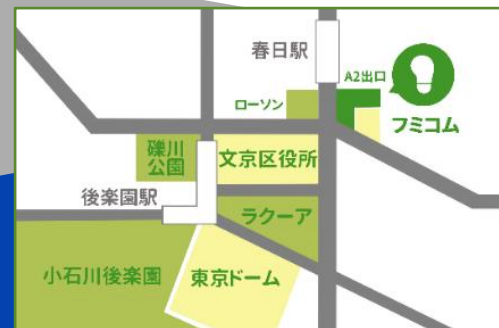 春日駅
A2出口
ローソン
フミコム
礫川
公園
文京区役所
後楽園駅
ラクーア
小石川後楽園
東京ドーム